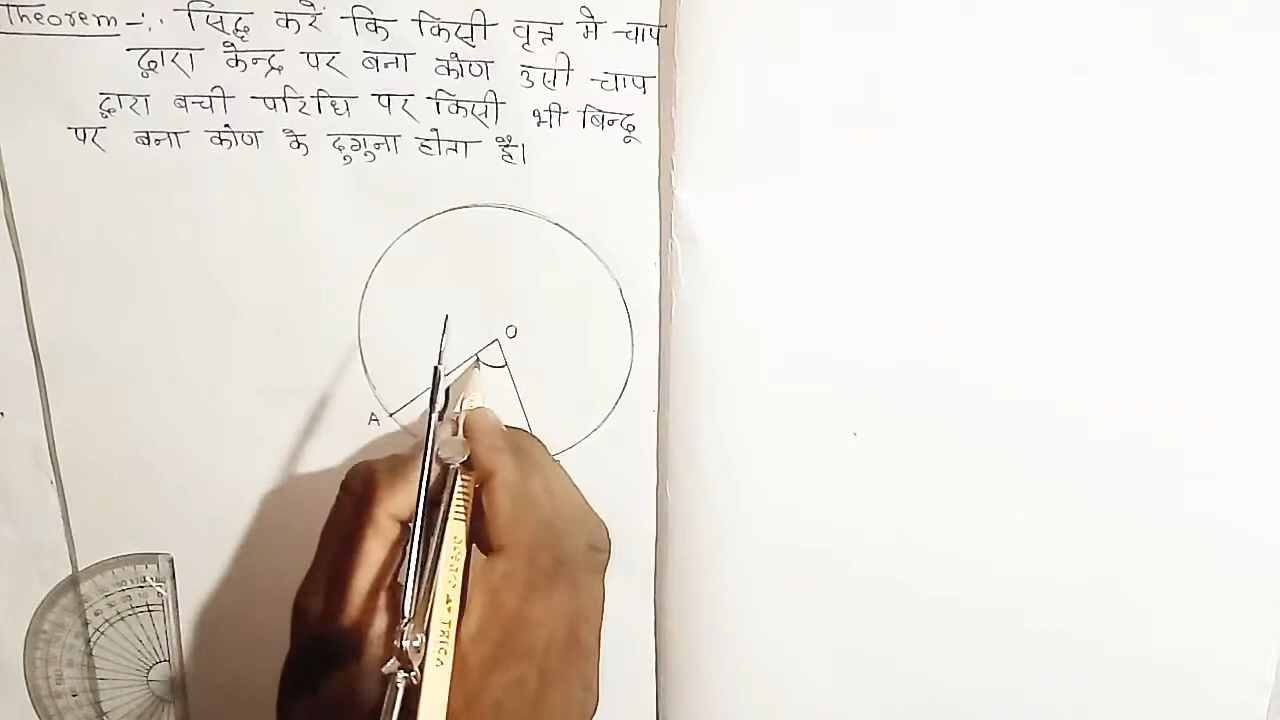 Theorem -:. सिद्ध करें कि किसी वृत्त मे चाप
द्वारा केन्द्र पर बना कोण उसी चाप
द्वारा बची परिधि पर किसी भी बिन्दू
पर बना कोण के दुगुना होता है।
O
A